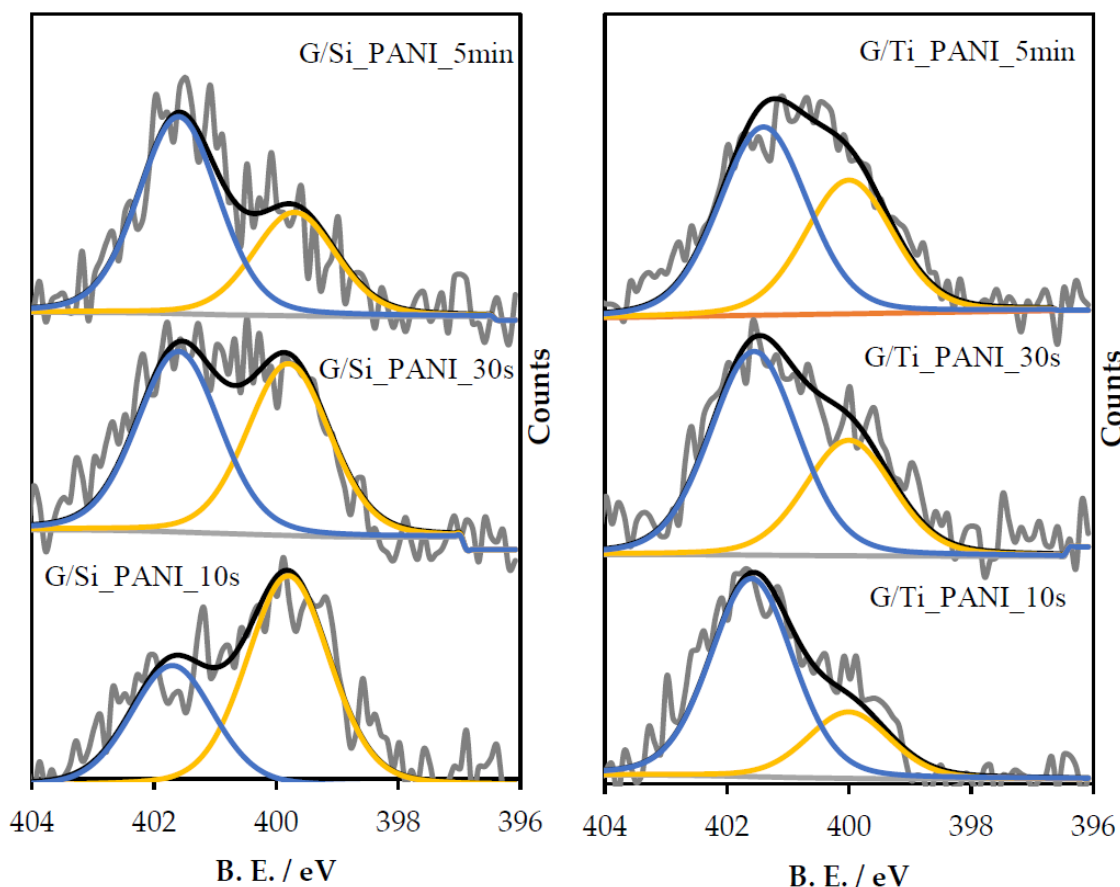 G/Si_PANI_5min
G/Si_PANI_30s
G/Si_PANI_10s
404 402 400 398 396
B. E. / eV
Counts
G/Ti_PANI_5min
G/Ti_PANI_30s
G/Ti_PANI_10s
404 402 400 398 396
B. E. / eV
Counts